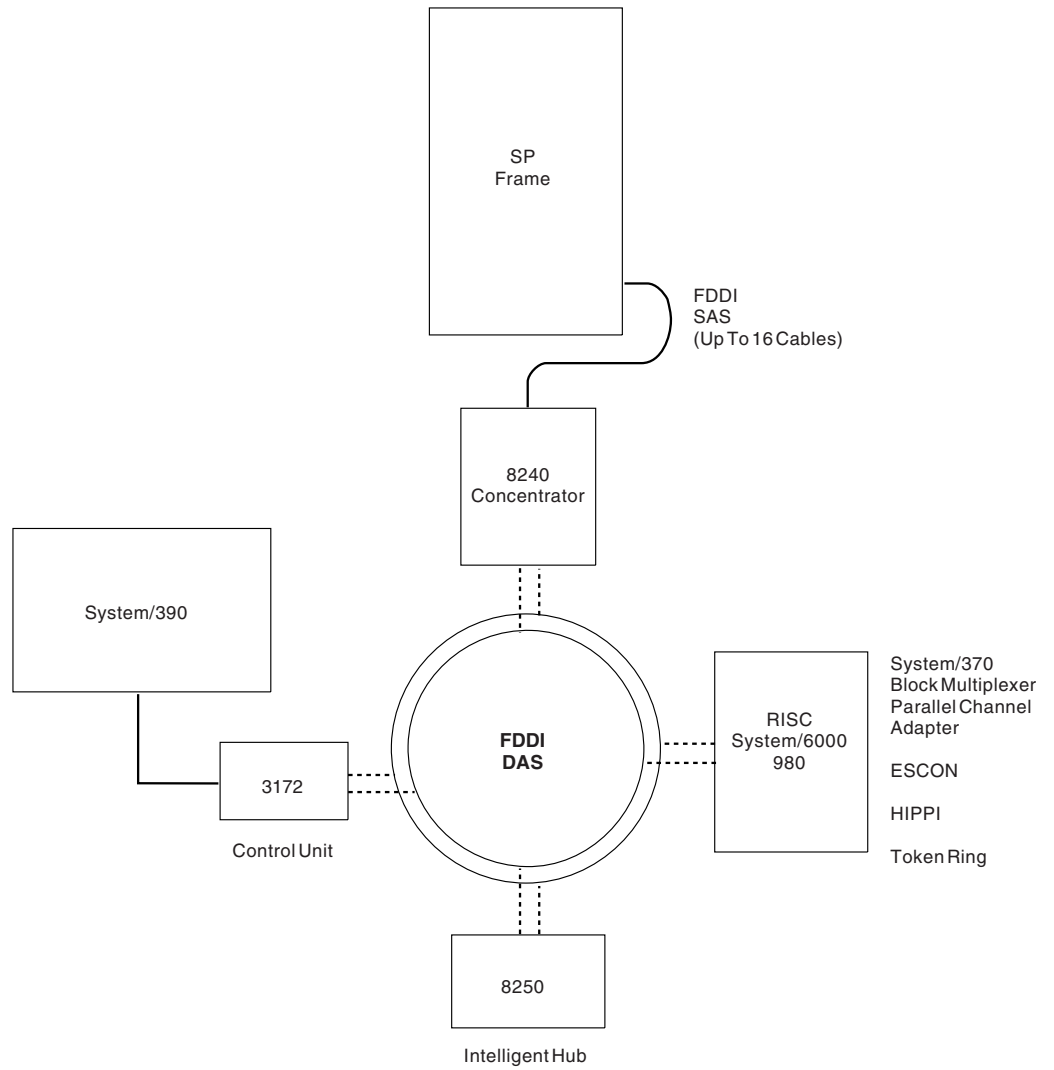 SP
Frame
FDDI
SAS
(Up To 16 Cables)
8240
Concentrator
System/390
System/370
Block Multiplexer
Parallel Channel
Adapter
ESCON
HIPPI
Token Ring
RISC
System/6000
980
FDDI
DAS
3172
Control Unit
8250
Intelligent Hub